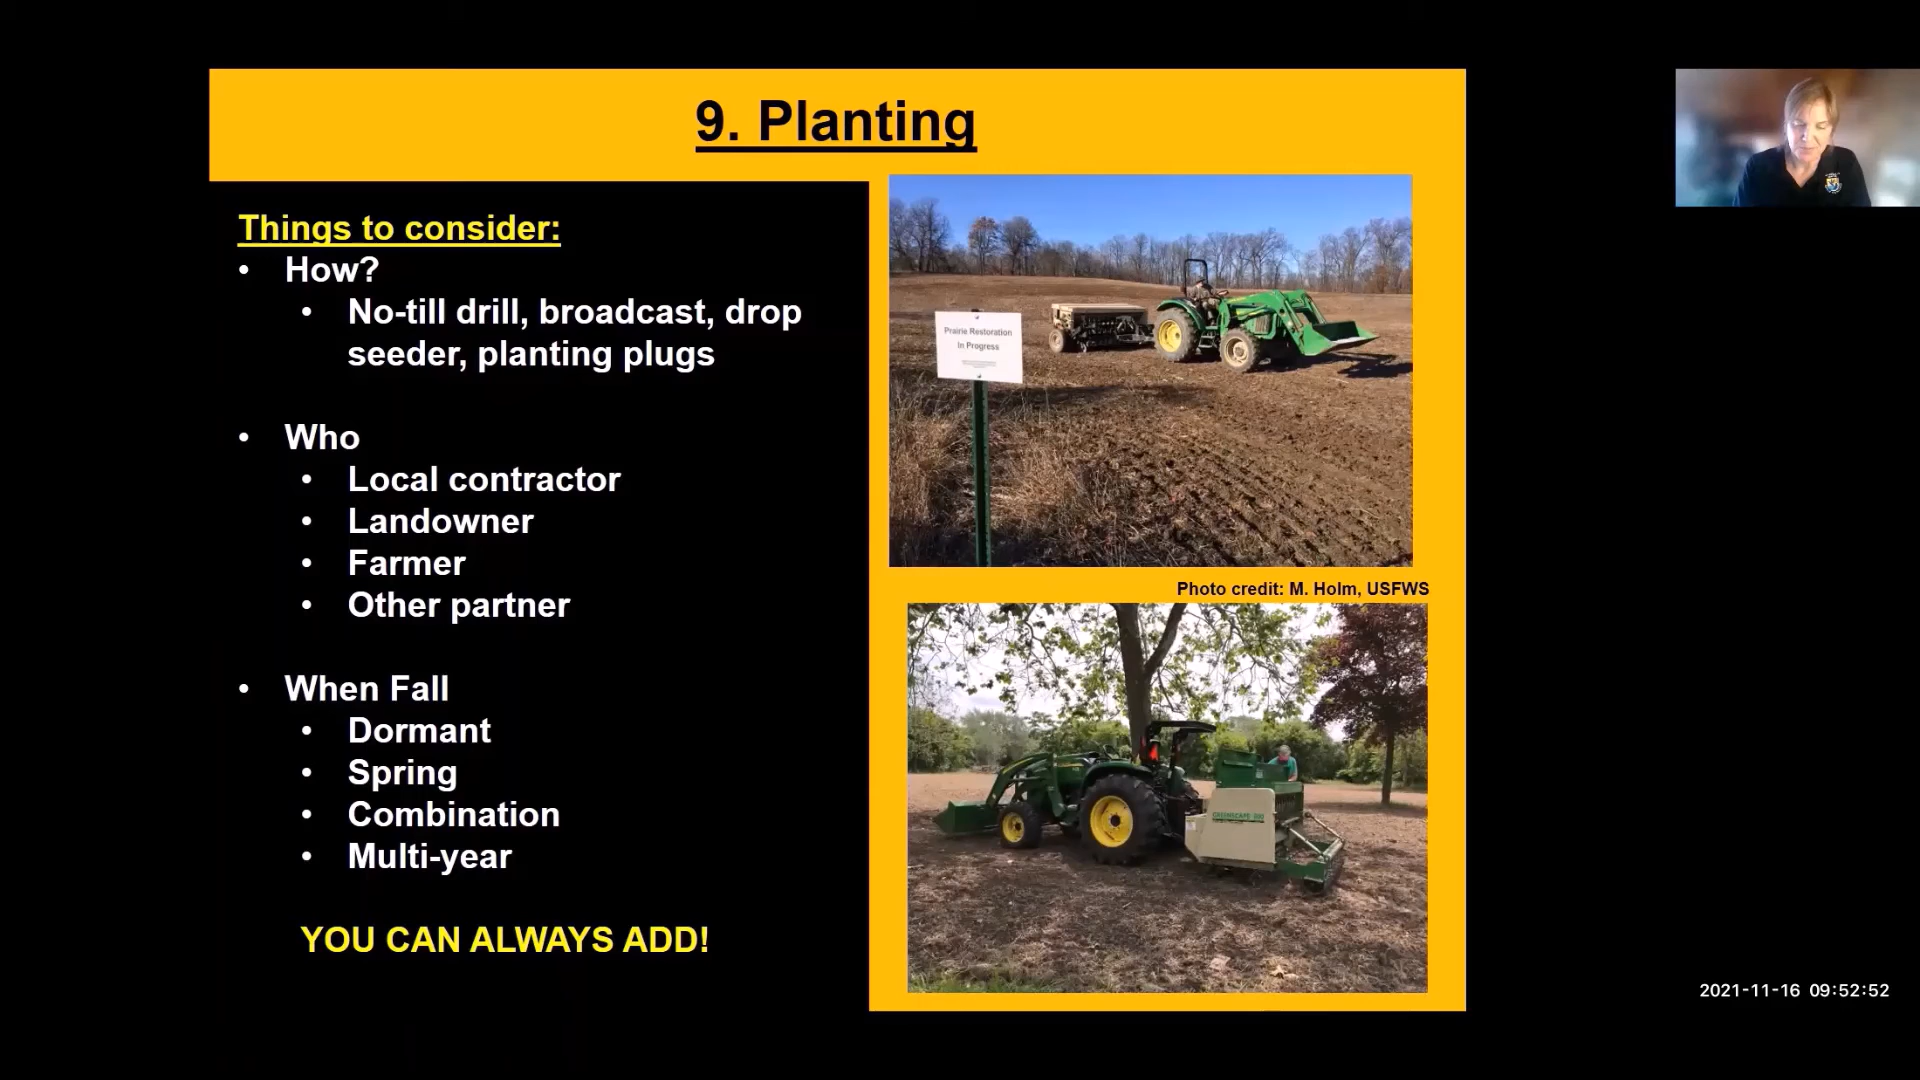 9. Planting
Things to consider:
• How?
• No-till drill, broadcast, drop
seeder, planting plugs
• Who
• Local contractor
• Landowner
• Farmer
• Other partner
• When Fall
• Dormant
• Spring
• Combination
• Multi-year
YOU CAN ALWAYS ADD!
Prairie Restoration
In Progress
Photo credit: M. Holm, USFWS
2021-11-16 09:52:52